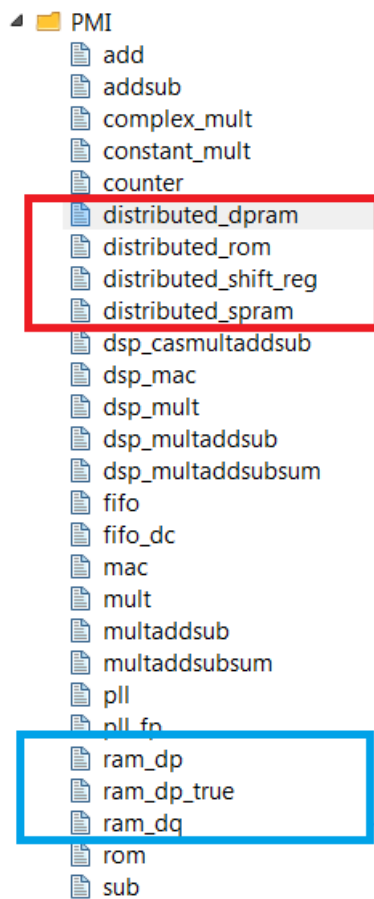 PMI
add
addsub
complex_mult
constant_mult
counter
distributed_dpram
distributed_rom
distributed_shift_reg
distributed_spram
dsp_casmultaddsub
dsp_mac
dsp_mult
dsp_multaddsub
dsp_multaddsubsum
fifo
fifo_dc
mac
mult
multaddsub
multaddsubsum
pll
pll_fp
ram_dp
ram_dp_true
ram_dq
rom
sub